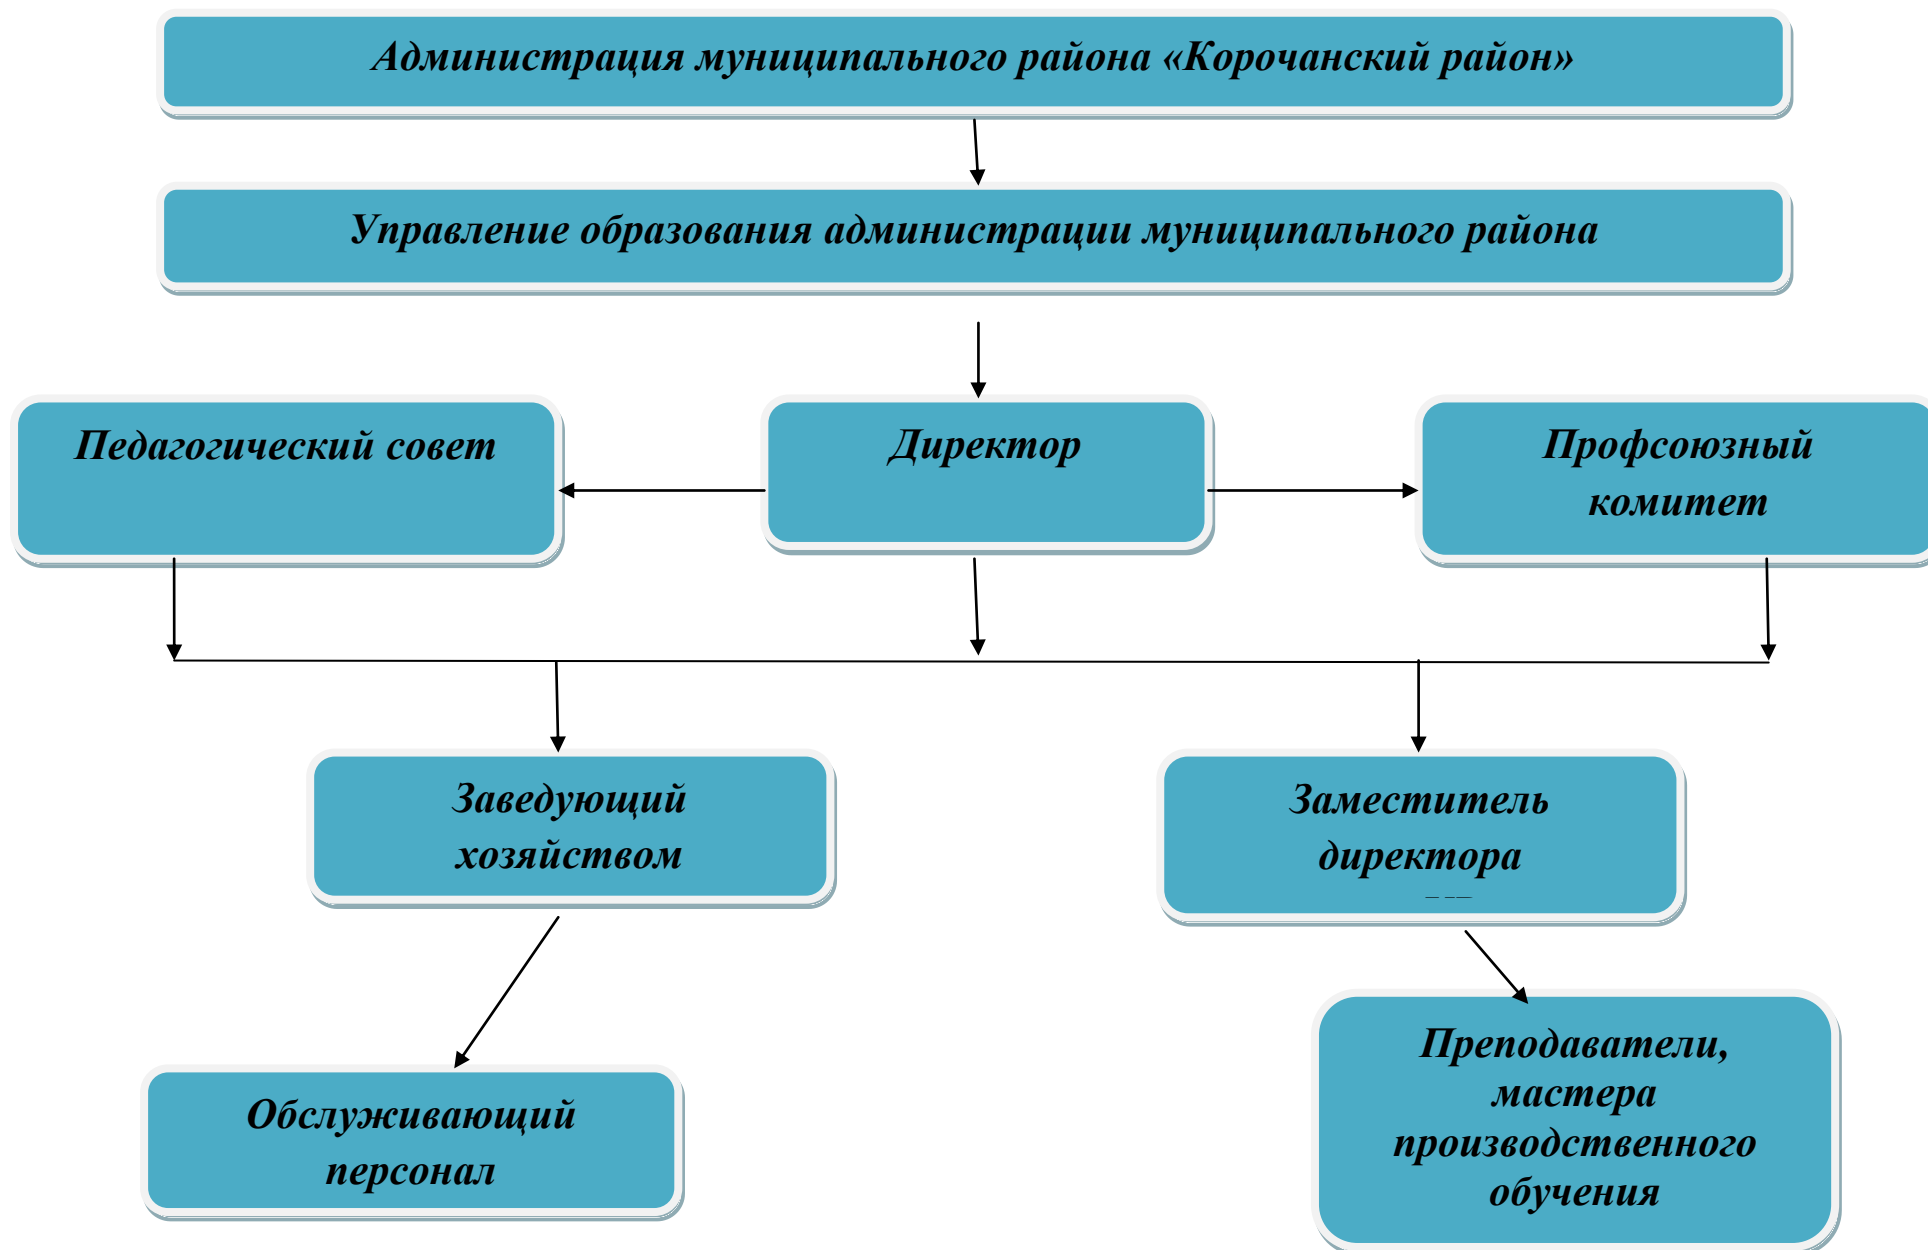 Администрация муниципального района «Корочанский район»
Управление образования администрации муниципального района
Педагогический совет
Директор
Профсоюзный
комитет
Заведующий
хозяйством
Заместитель
директора
Обслуживающий
персонал
Преподаватели,
мастера
производственного
обучения